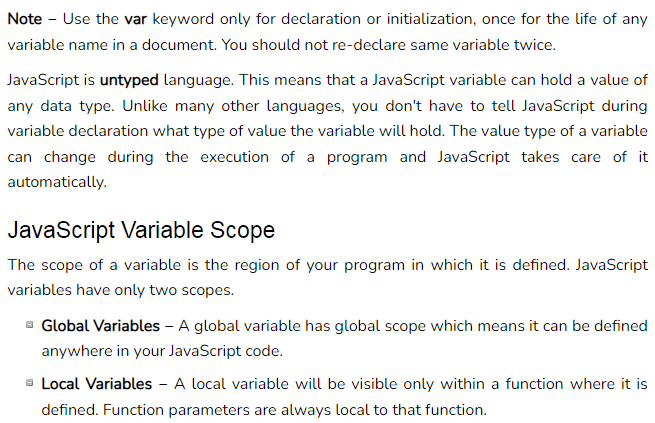 Note − Use the var keyword only for declaration or initialization, once for the life of any
variable name in a document. You should not re-declare same variable twice.
JavaScript is untyped language. This means that a JavaScript variable can hold a value of
any data type. Unlike many other languages, you don't have to tell JavaScript during
variable declaration what type of value the variable will hold. The value type of a variable
can change during the execution of a program and JavaScript takes care of it
automatically.
JavaScript Variable Scope
The scope of a variable is the region of your program in which it is defined. JavaScript
variables have only two scopes.
Global Variables − A global variable has global scope which means it can be defined
anywhere in your JavaScript code.
Local Variables − A local variable will be visible only within a function where it is
defined. Function parameters are always local to that function.